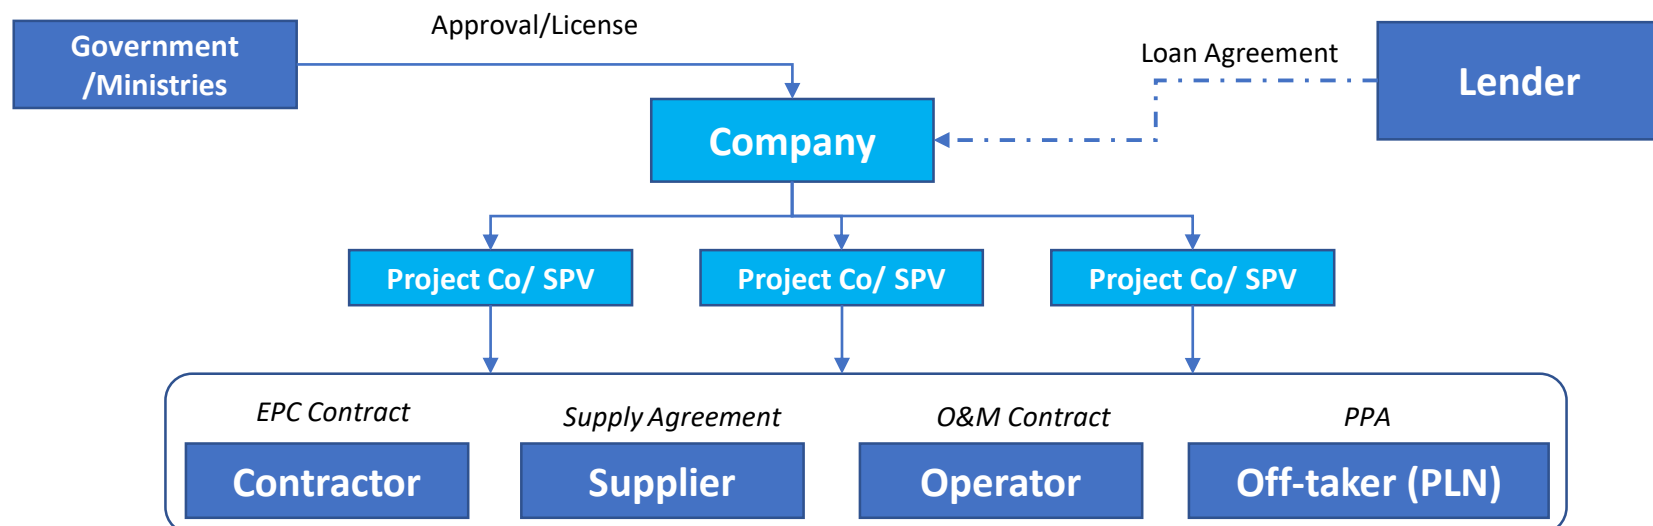 Approval/License
Government
/Ministries
Loan Agreement
Lender
Company
Project Co/ SPV
Project Co/ SPV
Project Co/ SPV
EPC Contract
Supply Agreement
O&M Contract
PPA
Contractor
Supplier
Operator
Off-taker (PLN)